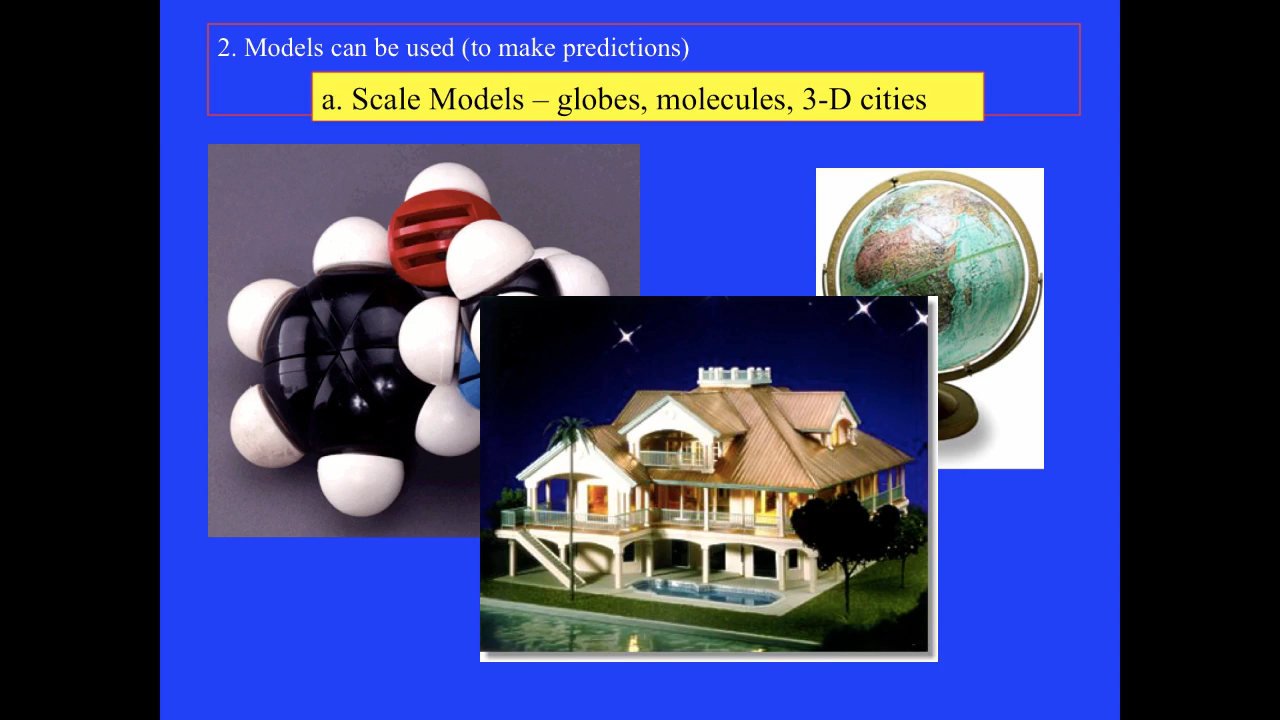 2. Models can be used (to make predictions)
a. Scale Models – globes, molecules, 3-D cities